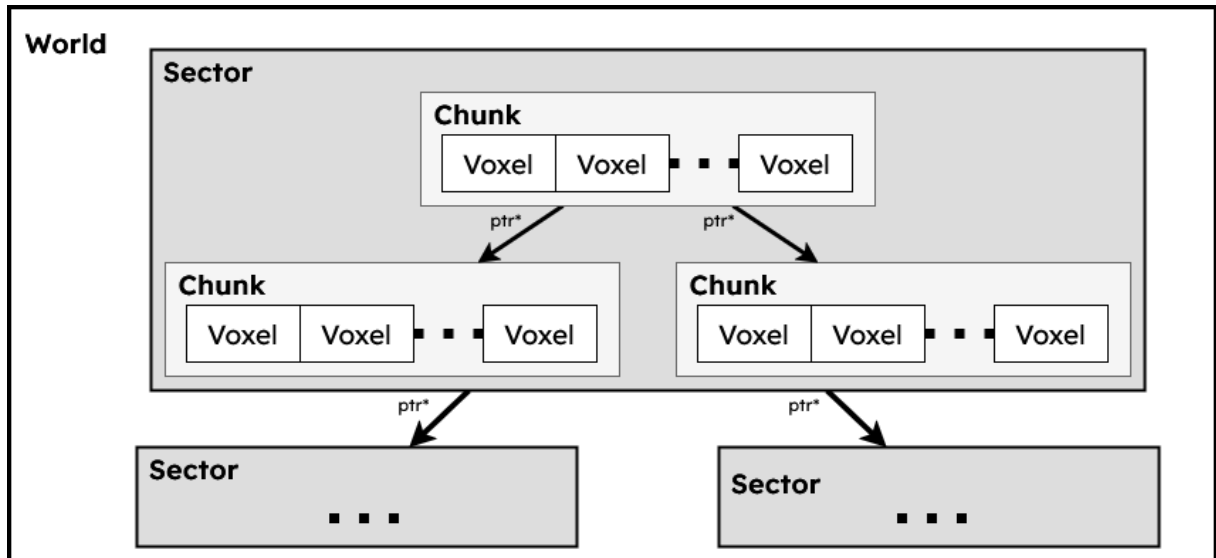 World
Sector
Chunk
Voxel Voxel Voxel
ptr* ptr*
Chunk Chunk
Voxel Voxel Voxel Voxel Voxel Voxel
ptr* ptr*
Sector
Sector